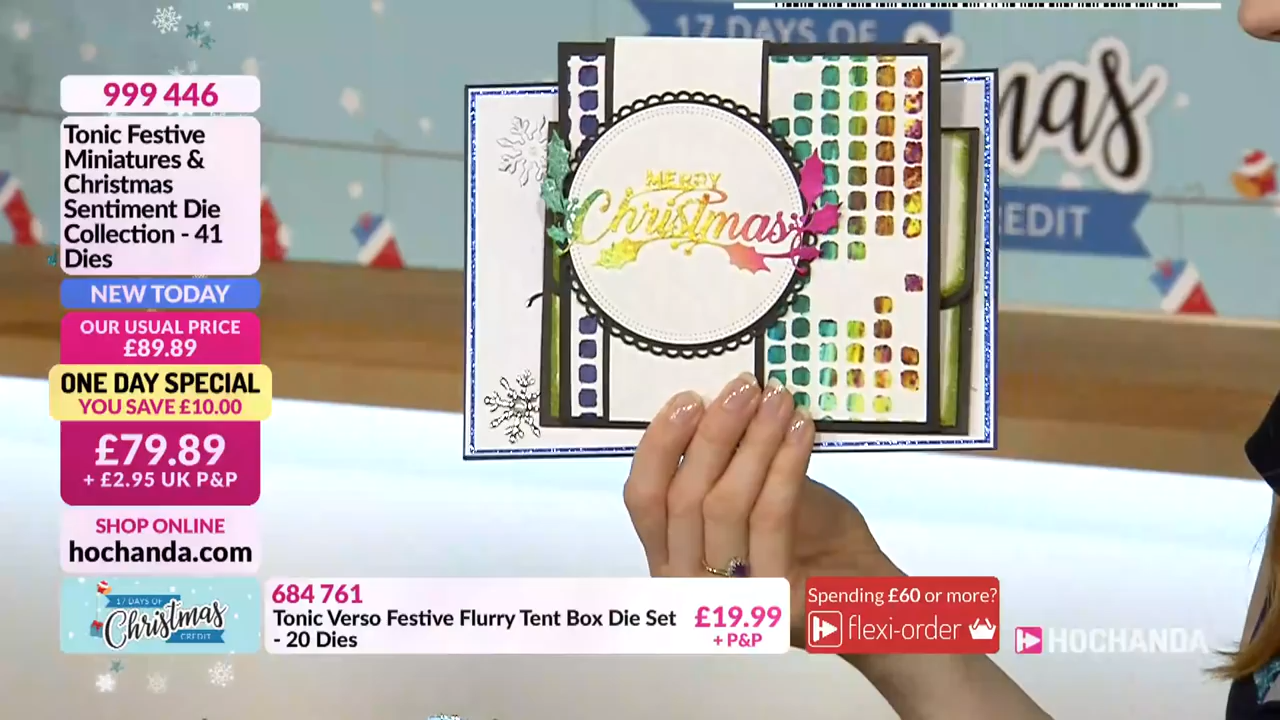 999 446
Tonic Festive
Miniatures &
Christmas
Sentiment Die
Collection - 41
Dies
NEW TODAY
OUR USUAL PRICE
£89.89
ONE DAY SPECIAL
YOU SAVE £10.00
£79.89
+ £2.95 UK P&P
SHOP ONLINE
hochanda.com
17 DAYS OF
mas
EDIT
MERRY
Christmas
17 DAYS OF
Christmas
CREDIT
684 761
Tonic Verso Festive Flurry Tent Box Die Set
- 20 Dies
£19.99
+ P&P
Spending £60 or more?
flexi-order
HOCHANDA